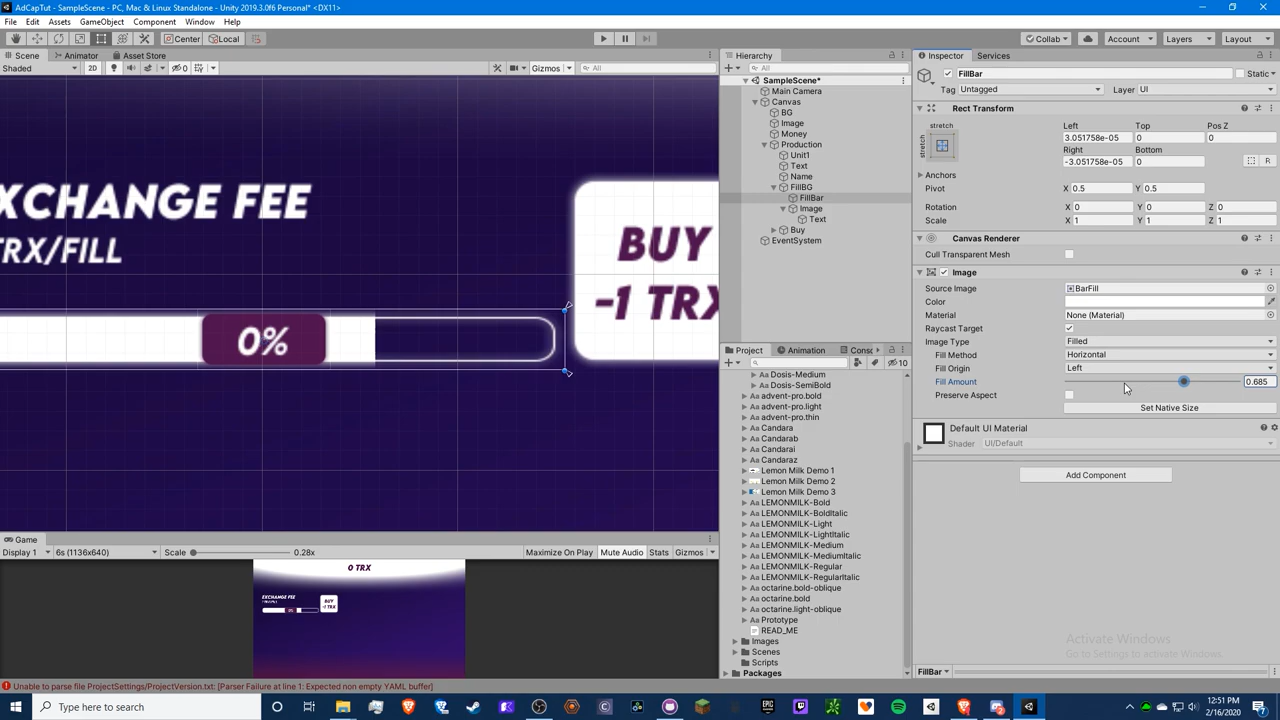 AdCapTut - SampleScene - PC, Mac & Linux Standalone - Unity 2019.3.0f6 Personal* <DX11>
File Edit Assets GameObject Component Window Help
Center Local Collab Account Layers Layout
Scene Animator Asset Store
Shaded 2D 0 Gizmos All
EXCHANGE FEE
TRX/FILL
BUY
-1 TRX
0%
Game
Display 1 6s (1136x640) Scale 0.28x Maximize On Play Mute Audio Stats Gizmos
0 TRX
EXCHANGE FEE
BUY
-1 TRX
0%
Hierarchy
All
SampleScene*
Main Camera
Canvas
BG
Image
Money
Production
Unit1
Text
Name
FillBG
FillBar
Image
Text
Buy
EventSystem
Project Animation Conso
10
Dosis-Medium
Dosis-SemiBold
advent-pro.bold
advent-pro.light
advent-pro.thin
Candara
Candarab
Candarai
Candaraz
Lemon Milk Demo 1
Lemon Milk Demo 2
Lemon Milk Demo 3
LEMONMILK-Bold
LEMONMILK-BoldItalic
LEMONMILK-Light
LEMONMILK-LightItalic
LEMONMILK-Medium
LEMONMILK-MediumItalic
LEMONMILK-Regular
LEMONMILK-RegularItalic
octarine.bold-oblique
octarine.bold
octarine.light-oblique
Prototype
READ_ME
Images
Scenes
Scripts
Packages
Inspector Services
FillBar Static
Tag Untagged Layer UI
Rect Transform
stretch
stretch
Left Top Pos Z
3.051758e-05 0 0
Right Bottom
-3.051758e-05 0 R
Anchors
Pivot X 0.5 Y 0.5
Rotation X 0 Y 0 Z 0
Scale X 1 Y 1 Z 1
Canvas Renderer
Cull Transparent Mesh
Image
Source Image BarFill
Color
Material None (Material)
Raycast Target
Image Type Filled
Fill Method Horizontal
Fill Origin Left
Fill Amount 0.685
Preserve Aspect
Set Native Size
Default UI Material
Shader UI/Default
Add Component
Activate Windows
Go to Settings to activate Windows.
FillBar
Unable to parse file ProjectSettings/ProjectVersion.txt: [Parser Failure at line 1: Expected non empty YAML buffer]
Type here to search
12:51 PM
2/16/2020